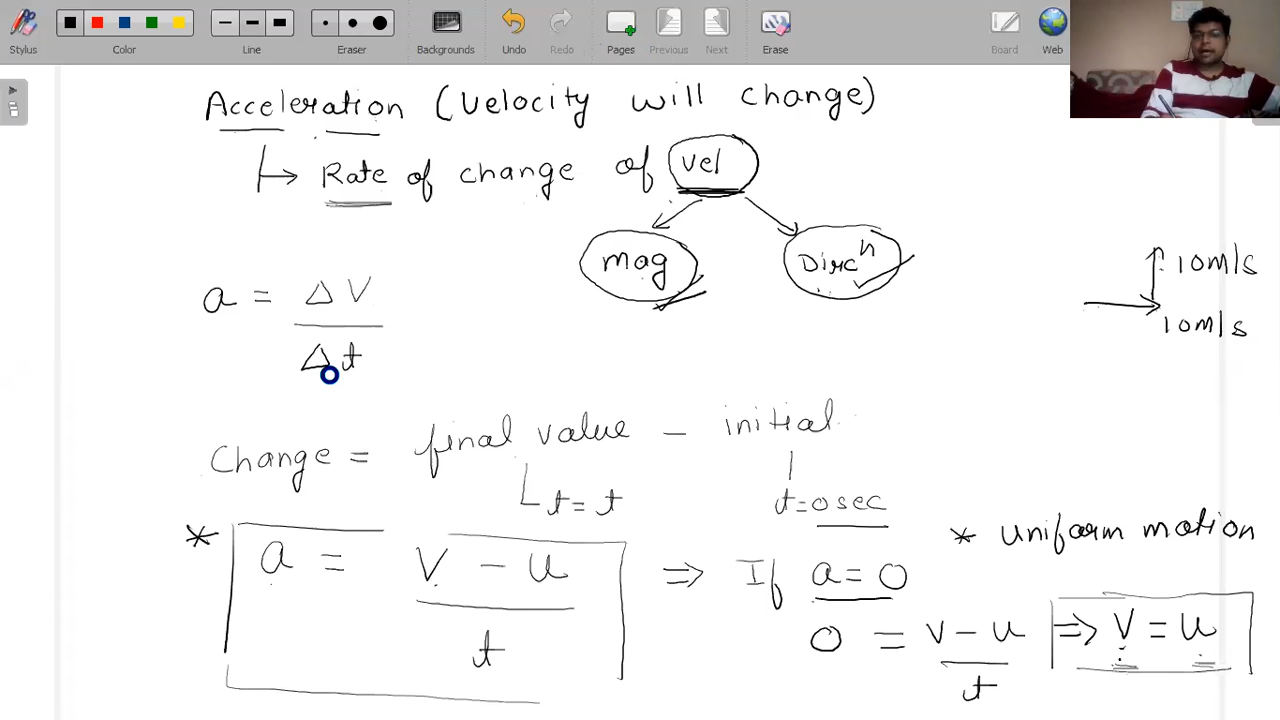 Stylus Color Line Eraser Backgrounds Undo Redo Pages Previous Next Erase Board Web
Acceleration (Velocity will change)
Rate of change of vel
mag Dirc^n
10m/s
10m/s
a = ΔV / Δt
Change = final value - initial
t = t t = 0 sec
* uniform motion
* a = V - u / t ⇒ If a = 0
0 = v - u / t ⇒ V = u